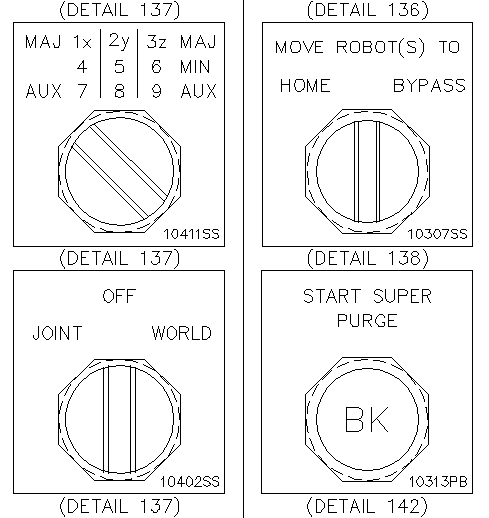 (DETAIL 137)
MAJ 1x 2y 3z MAJ
4 5 6 MIN
AUX 7 8 9 AUX
10411SS
(DETAIL 137)
OFF
JOINT WORLD
10402SS
(DETAIL 137)
(DETAIL 136)
MOVE ROBOT(S) TO
HOME BYPASS
10307SS
(DETAIL 138)
START SUPER
PURGE
BK
10313PB
(DETAIL 142)